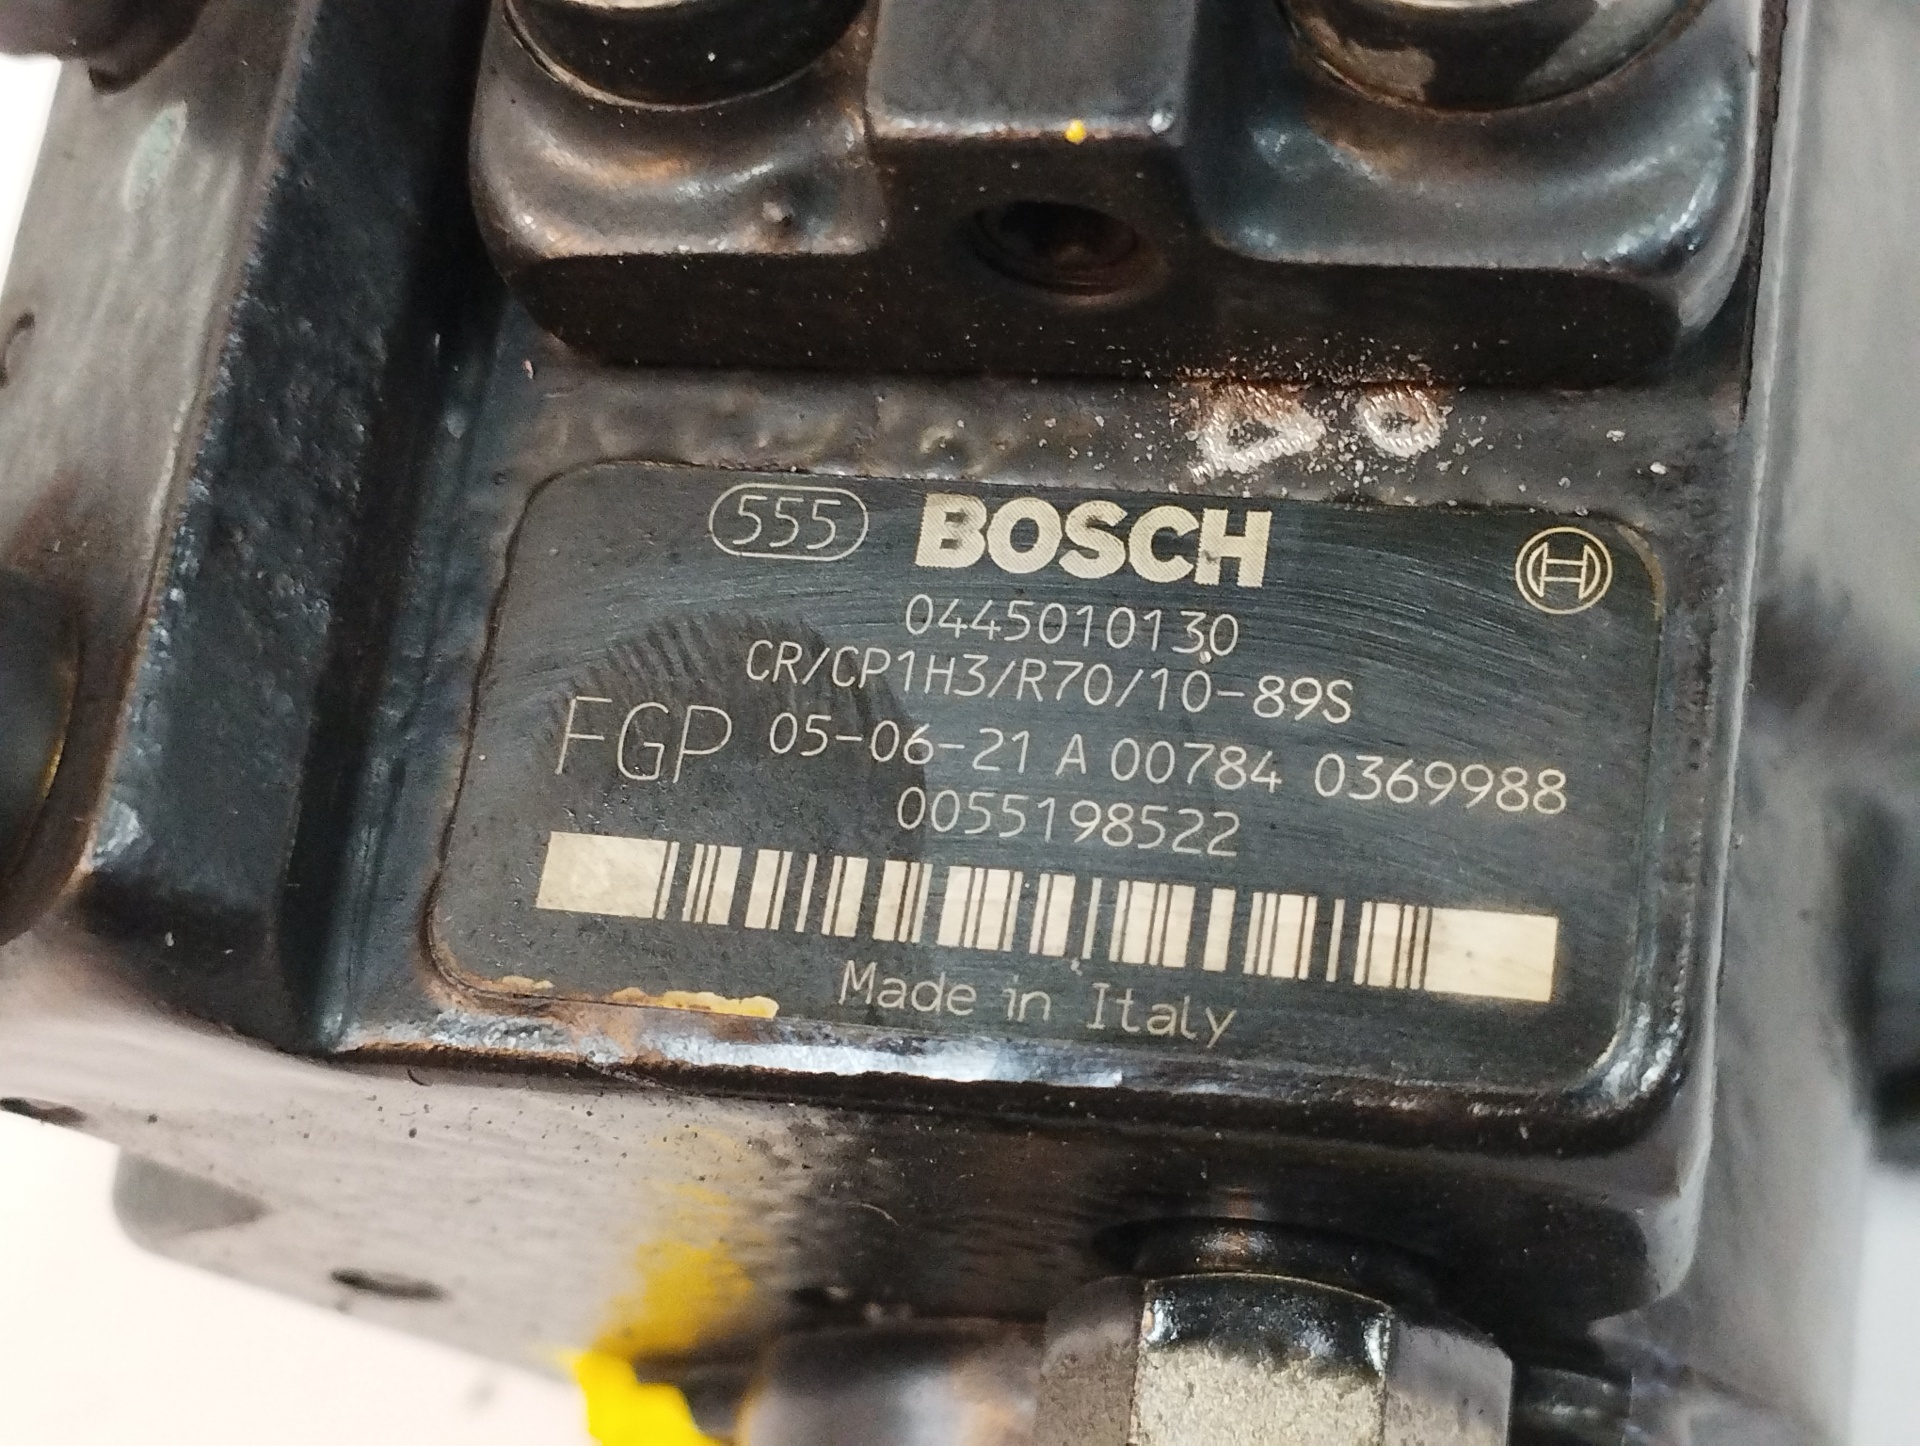 555 BOSCH
0445010130
CR/CP1H3/R70/10-89S
FGP 05-06-21 A 00784 0369988
0055198522
Made in Italy